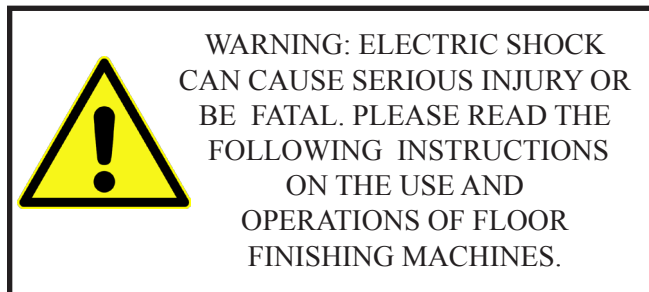 WARNING: ELECTRIC SHOCK
CAN CAUSE SERIOUS INJURY OR
BE FATAL. PLEASE READ THE
FOLLOWING INSTRUCTIONS
ON THE USE AND
OPERATIONS OF FLOOR
FINISHING MACHINES.